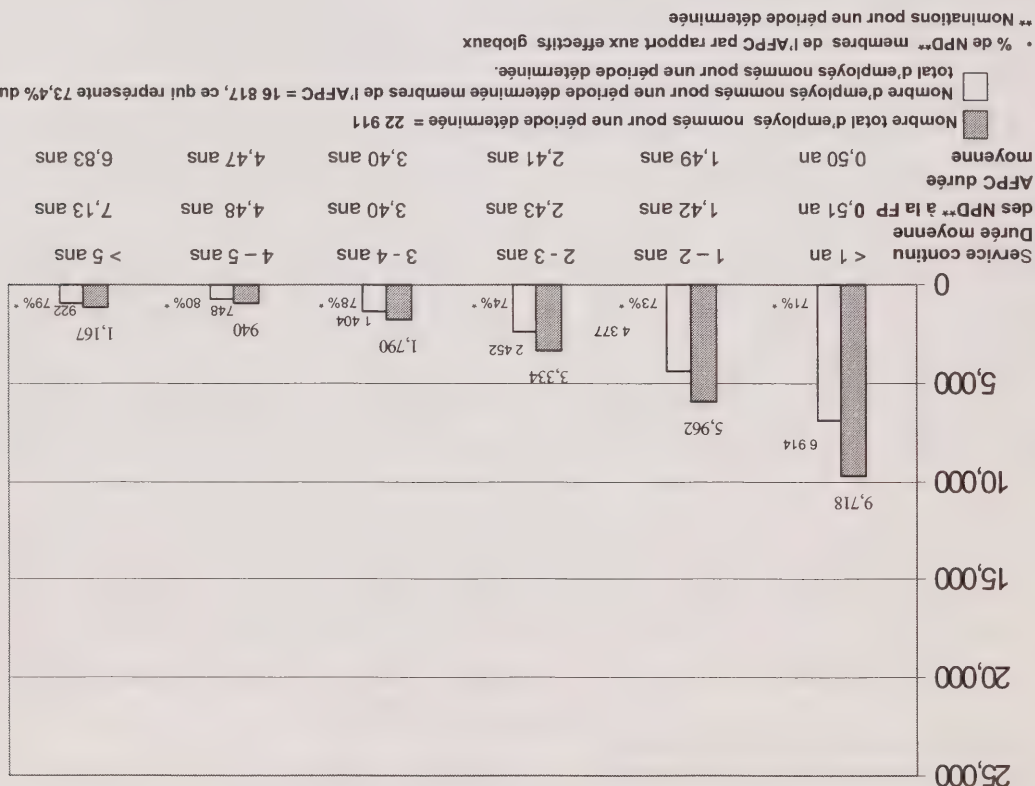 25,000
20,000
15,000
10,000
5,000
0
9,718
6 914
71% *
5,962
4 377
73% *
3,334
2 452
74% *
1,790
1 404
78% *
940
748
80% *
1,167
922
79% *
Service continu < 1 an 1 – 2 ans 2 - 3 ans 3 - 4 ans 4 – 5 ans > 5 ans
Durée moyenne
des NPD** à la FP 0,51 an 1,42 ans 2,43 ans 3,40 ans 4,48 ans 7,13 ans
AFPC durée
moyenne 0,50 an 1,49 ans 2,41 ans 3,40 ans 4,47 ans 6,83 ans
Nombre total d'employés nommés pour une période déterminée = 22 911
Nombre d'employés nommés pour une période déterminée membres de l'AFPC = 16 817, ce qui représente 73,4% du
total d'employés nommés pour une période déterminée.
* % de NPD** membres de l'AFPC par rapport aux effectifs globaux
** Nominations pour une période déterminée